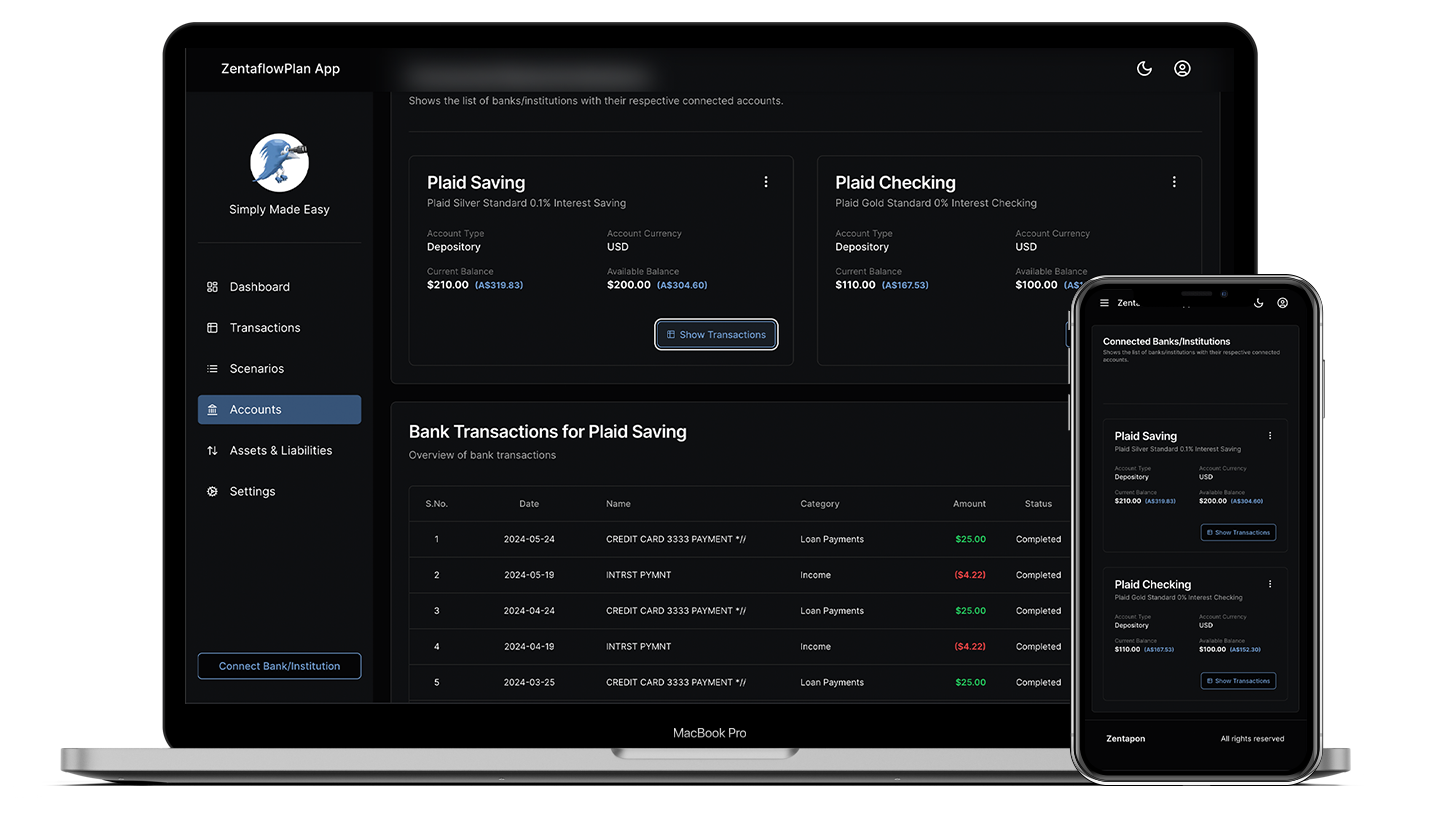 ZentaflowPlan App
Simply Made Easy
Dashboard
Transactions
Scenarios
Accounts
Assets & Liabilities
Settings
Connect Bank/Institution
Shows the list of banks/institutions with their respective connected accounts.
Plaid Saving
Plaid Silver Standard 0.1% Interest Saving
Account Type Account Currency
Depository USD
Current Balance Available Balance
$210.00 (A$319.83) $200.00 (A$304.60)
Show Transactions
Plaid Checking
Plaid Gold Standard 0% Interest Checking
Account Type Account Currency
Depository USD
Current Balance Available Balance
$110.00 (A$167.53) $100.00
Bank Transactions for Plaid Saving
Overview of bank transactions
S.No. Date Name Category Amount Status
1 2024-05-24 CREDIT CARD 3333 PAYMENT *// Loan Payments $25.00 Completed
2 2024-05-19 INTRST PYMNT Income ($4.22) Completed
3 2024-04-24 CREDIT CARD 3333 PAYMENT *// Loan Payments $25.00 Completed
4 2024-04-19 INTRST PYMNT Income ($4.22) Completed
5 2024-03-25 CREDIT CARD 3333 PAYMENT *// Loan Payments $25.00 Completed
MacBook Pro
Connected Banks/Institutions
Shows the list of banks/institutions with their respective connected
accounts.
Plaid Saving
Plaid Silver Standard 0.1% Interest Saving
Account Type Account Currency
Depository USD
Current Balance Available Balance
$210.00 (A$319.83) $200.00 (A$304.60)
Show Transactions
Plaid Checking
Plaid Gold Standard 0% Interest Checking
Account Type Account Currency
Depository USD
Current Balance Available Balance
$110.00 (A$167.53) $100.00 (A$152.30)
Show Transactions
Zentapon All rights reserved